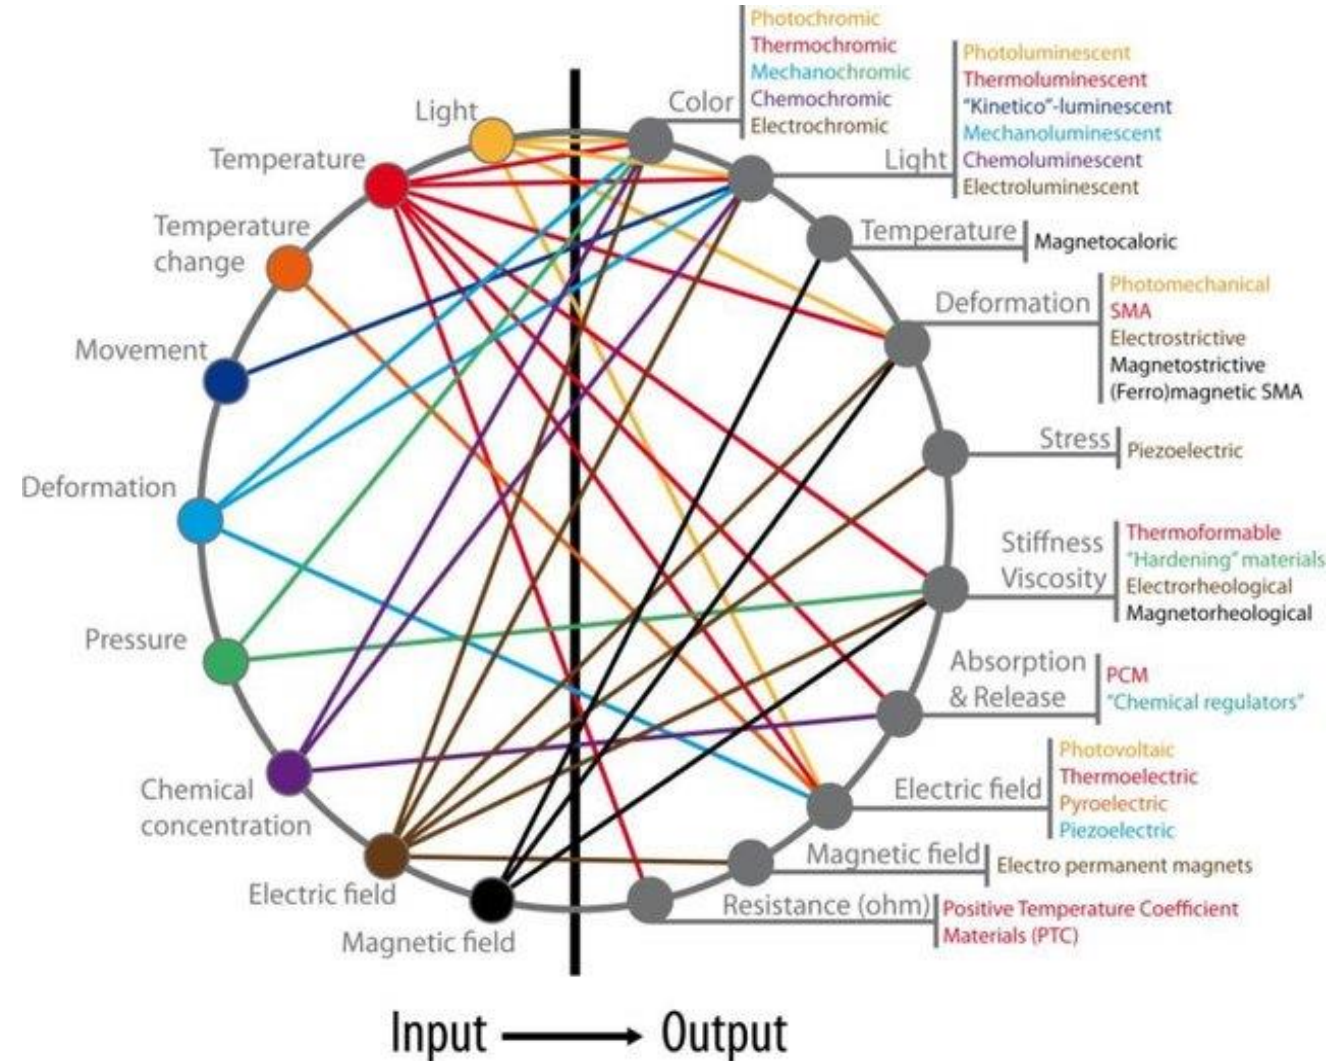 Light
Temperature
Temperature
change
Movement
Deformation
Pressure
Chemical
concentration
Electric field
Magnetic field
Color
Photochromic
Thermochromic
Mechanochromic
Chemochromic
Electrochromic
Light
Photoluminescent
Thermoluminescent
"Kinetico"-luminescent
Mechanoluminescent
Chemoluminescent
Electroluminescent
Temperature
Magnetocaloric
Deformation
Photomechanical
SMA
Electrostrictive
Magnetostrictive
(Ferro)magnetic SMA
Stress
Piezoelectric
Stiffness
Viscosity
Thermoformable
"Hardening" materials
Electrorheological
Magnetorheological
Absorption
& Release
PCM
"Chemical regulators"
Electric field
Photovoltaic
Thermoelectric
Pyroelectric
Piezoelectric
Magnetic field
Electro permanent magnets
Resistance (ohm)
Positive Temperature Coefficient
Materials (PTC)
Input Output